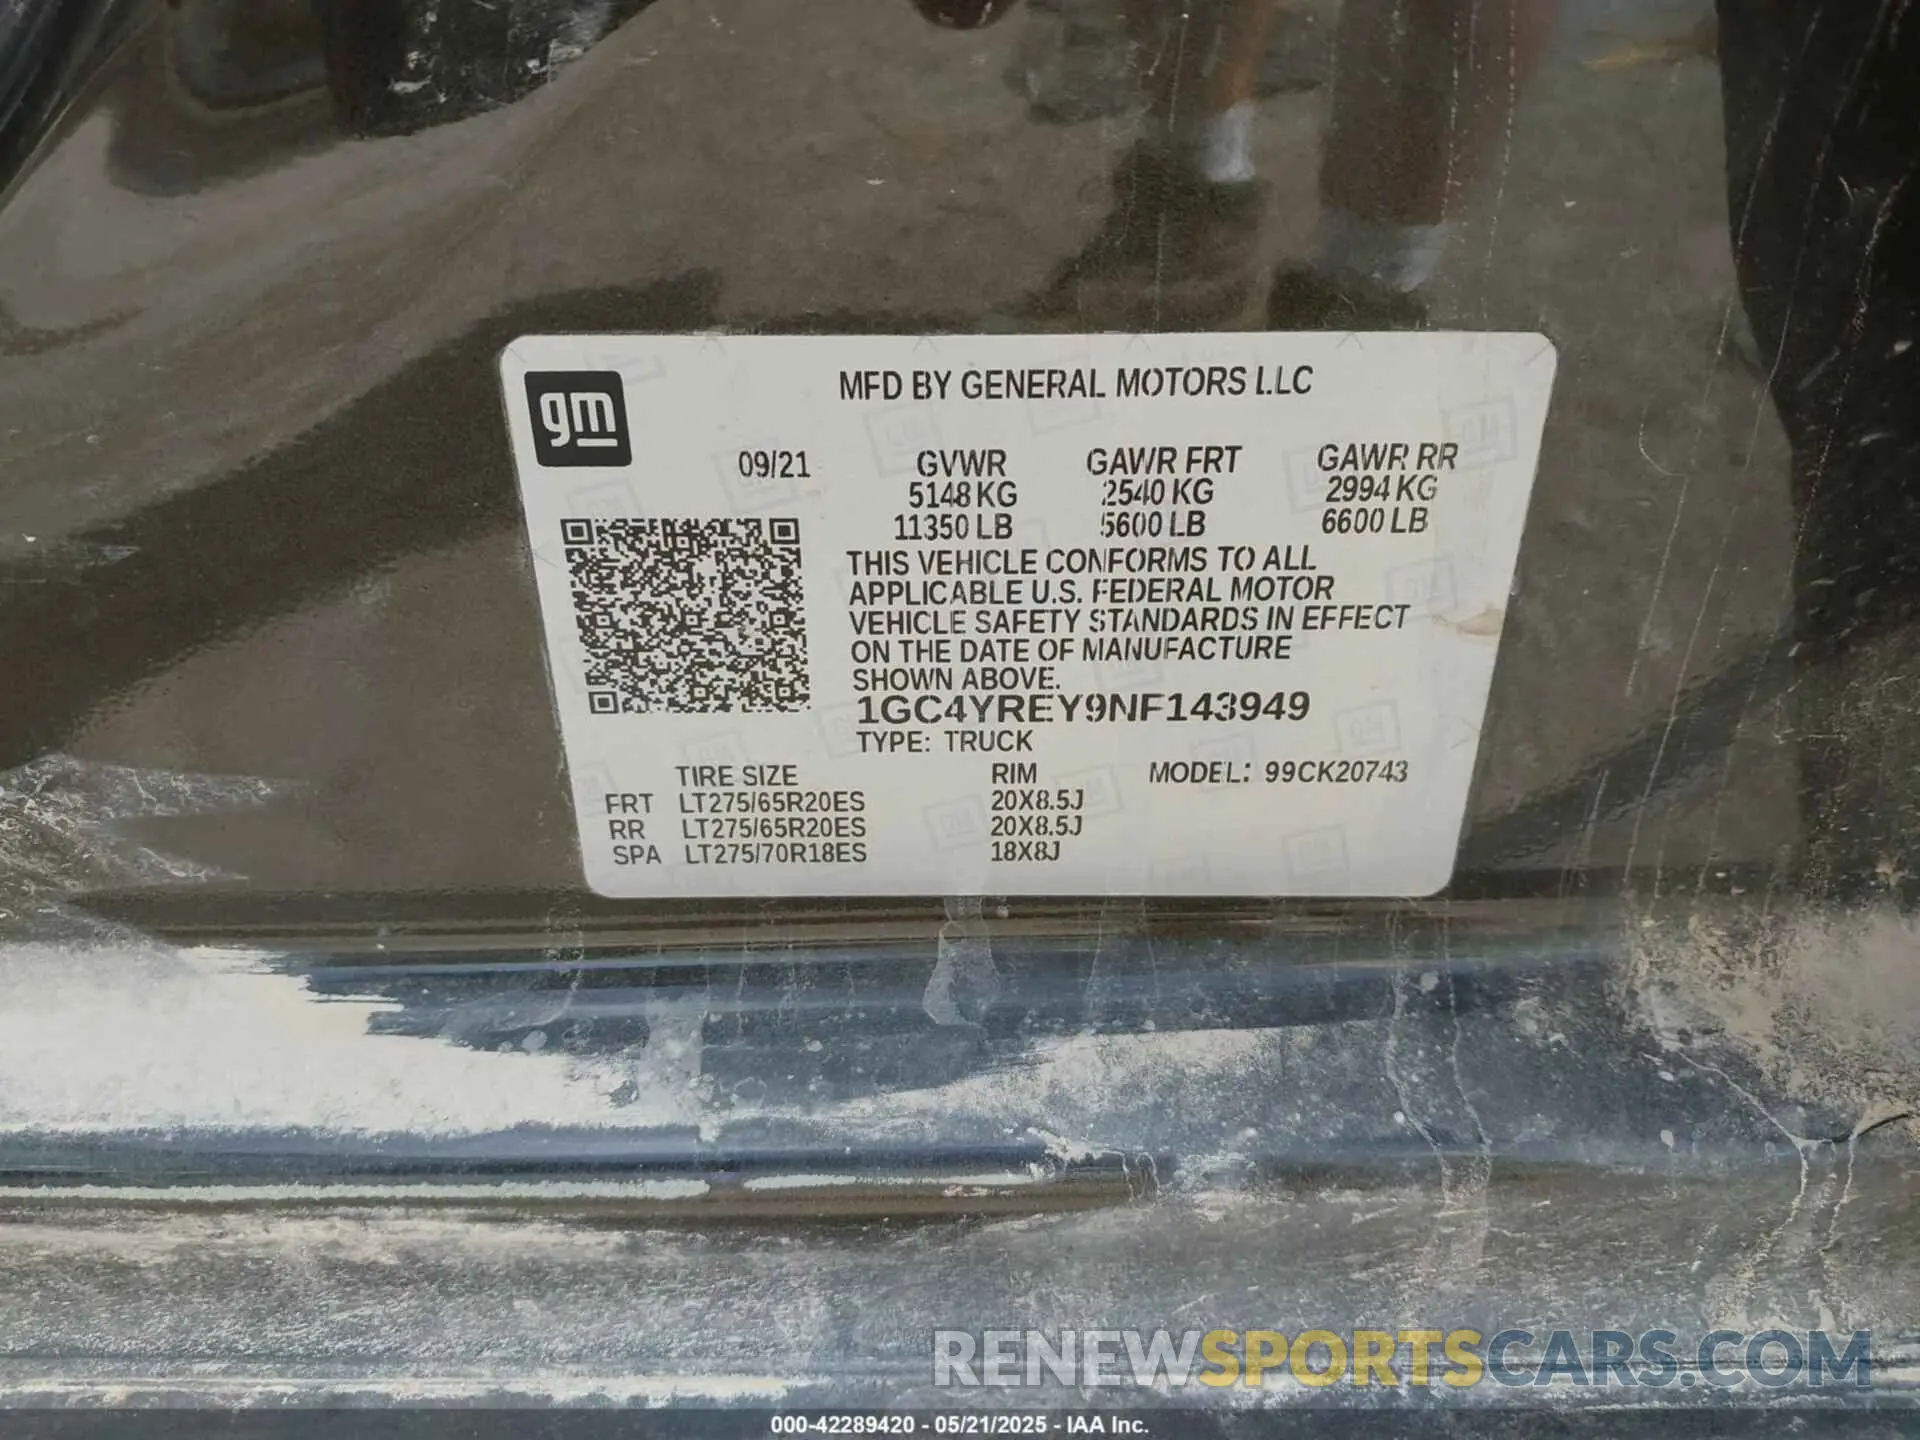 gm
MFD BY GENERAL MOTORS LLC
09/21 GVWR GAWR FRT GAWR RR
5148 KG 2540 KG 2994 KG
11350 LB 5600 LB 6600 LB
THIS VEHICLE CONFORMS TO ALL
APPLICABLE U.S. FEDERAL MOTOR
VEHICLE SAFETY STANDARDS IN EFFECT
ON THE DATE OF MANUFACTURE
SHOWN ABOVE.
1GC4YREY9NF143949
TYPE: TRUCK
TIRE SIZE RIM MODEL: 99CK20743
FRT LT275/65R20ES 20X8.5J
RR LT275/65R20ES 20X8.5J
SPA LT275/70R18ES 18X8J
RENEWSPORTSCARS.COM
000-42289420 - 05/21/2025 - IAA Inc.